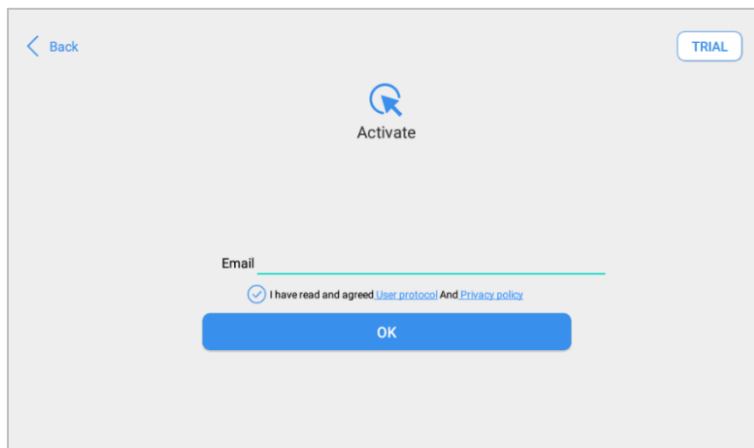 Back
TRIAL
Activate
Email
I have read and agreed User protocol And Privacy policy
OK